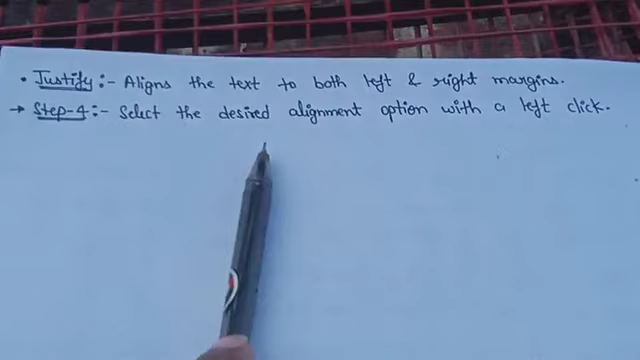 • Justify :- Aligns the text to both left & right margins.
→ Step-4 :- Select the desired alignment option with a left click.